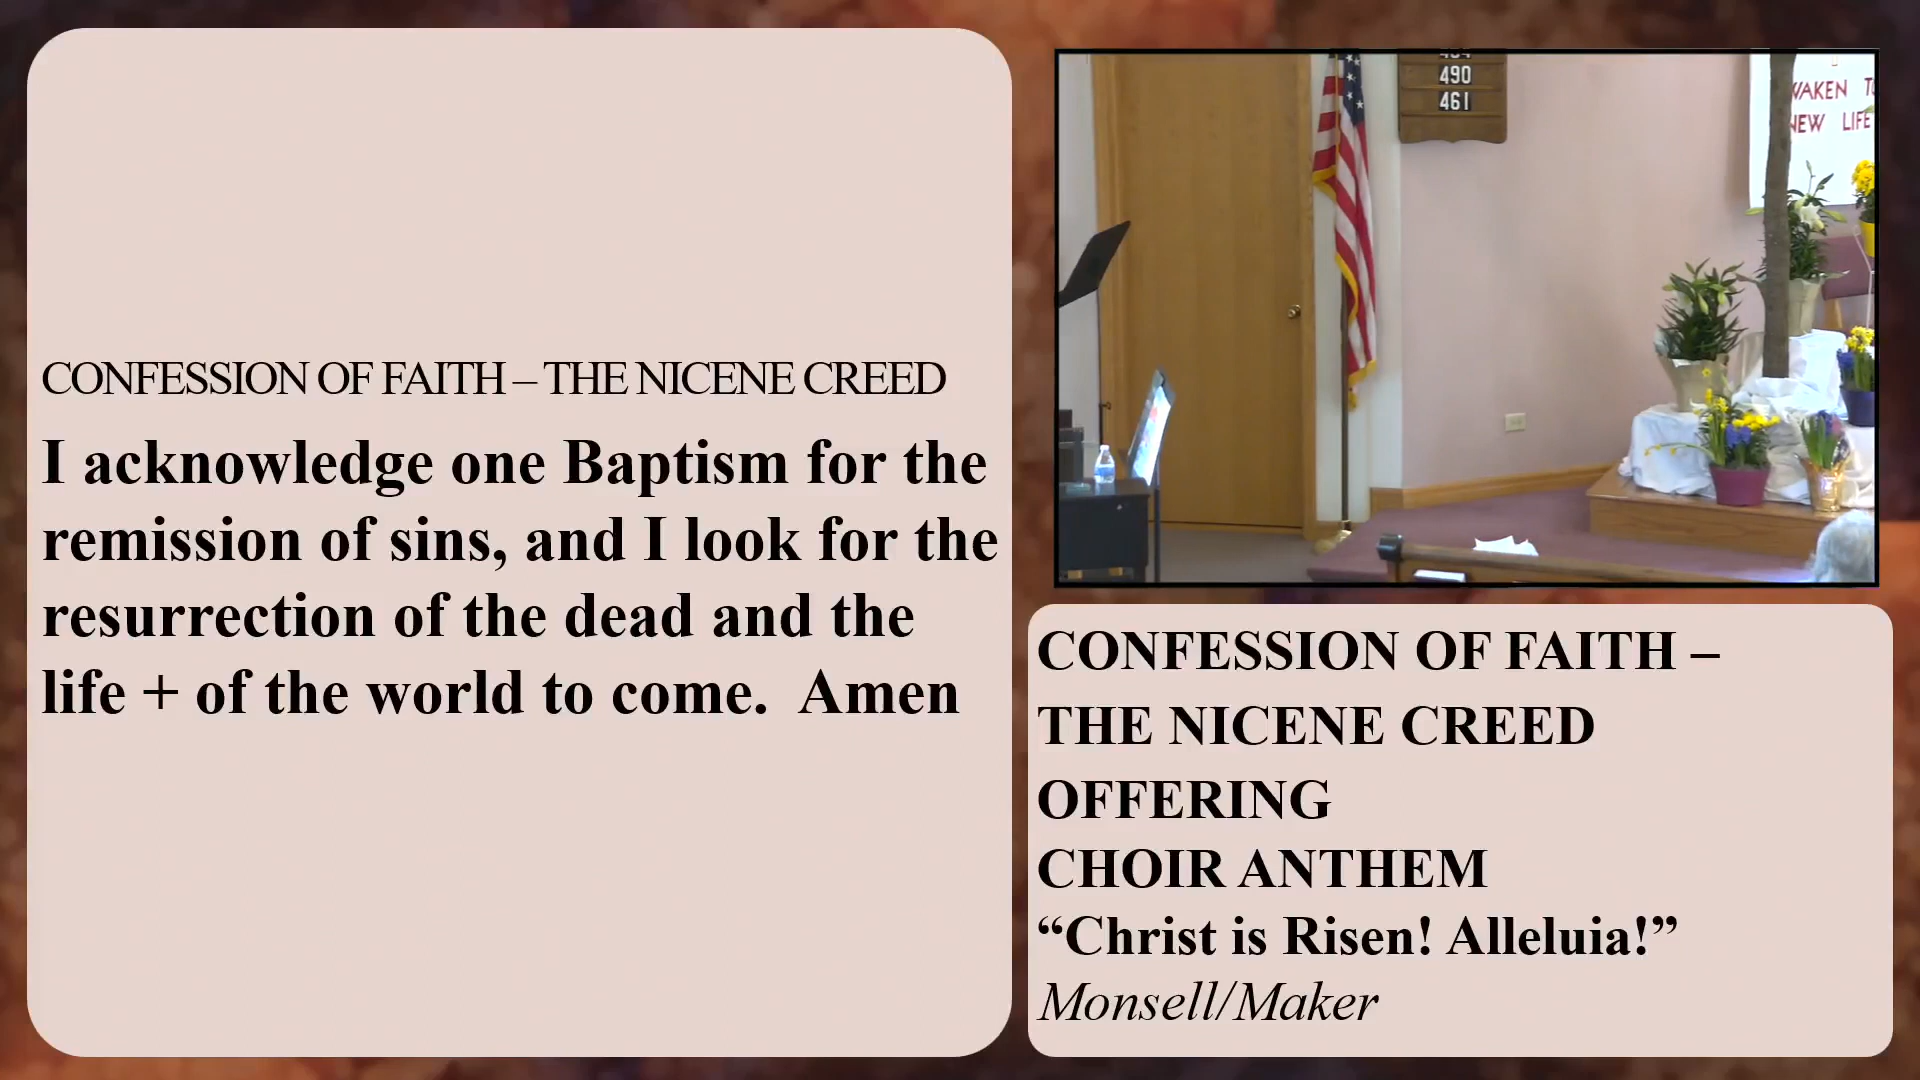 CONFESSION OF FAITH – THE NICENE CREED
I acknowledge one Baptism for the
remission of sins, and I look for the
resurrection of the dead and the
life + of the world to come.  Amen
490
461
WAKEN
NEW LIFE
CONFESSION OF FAITH –
THE NICENE CREED
OFFERING
CHOIR ANTHEM
“Christ is Risen! Alleluia!”
Monsell/Maker